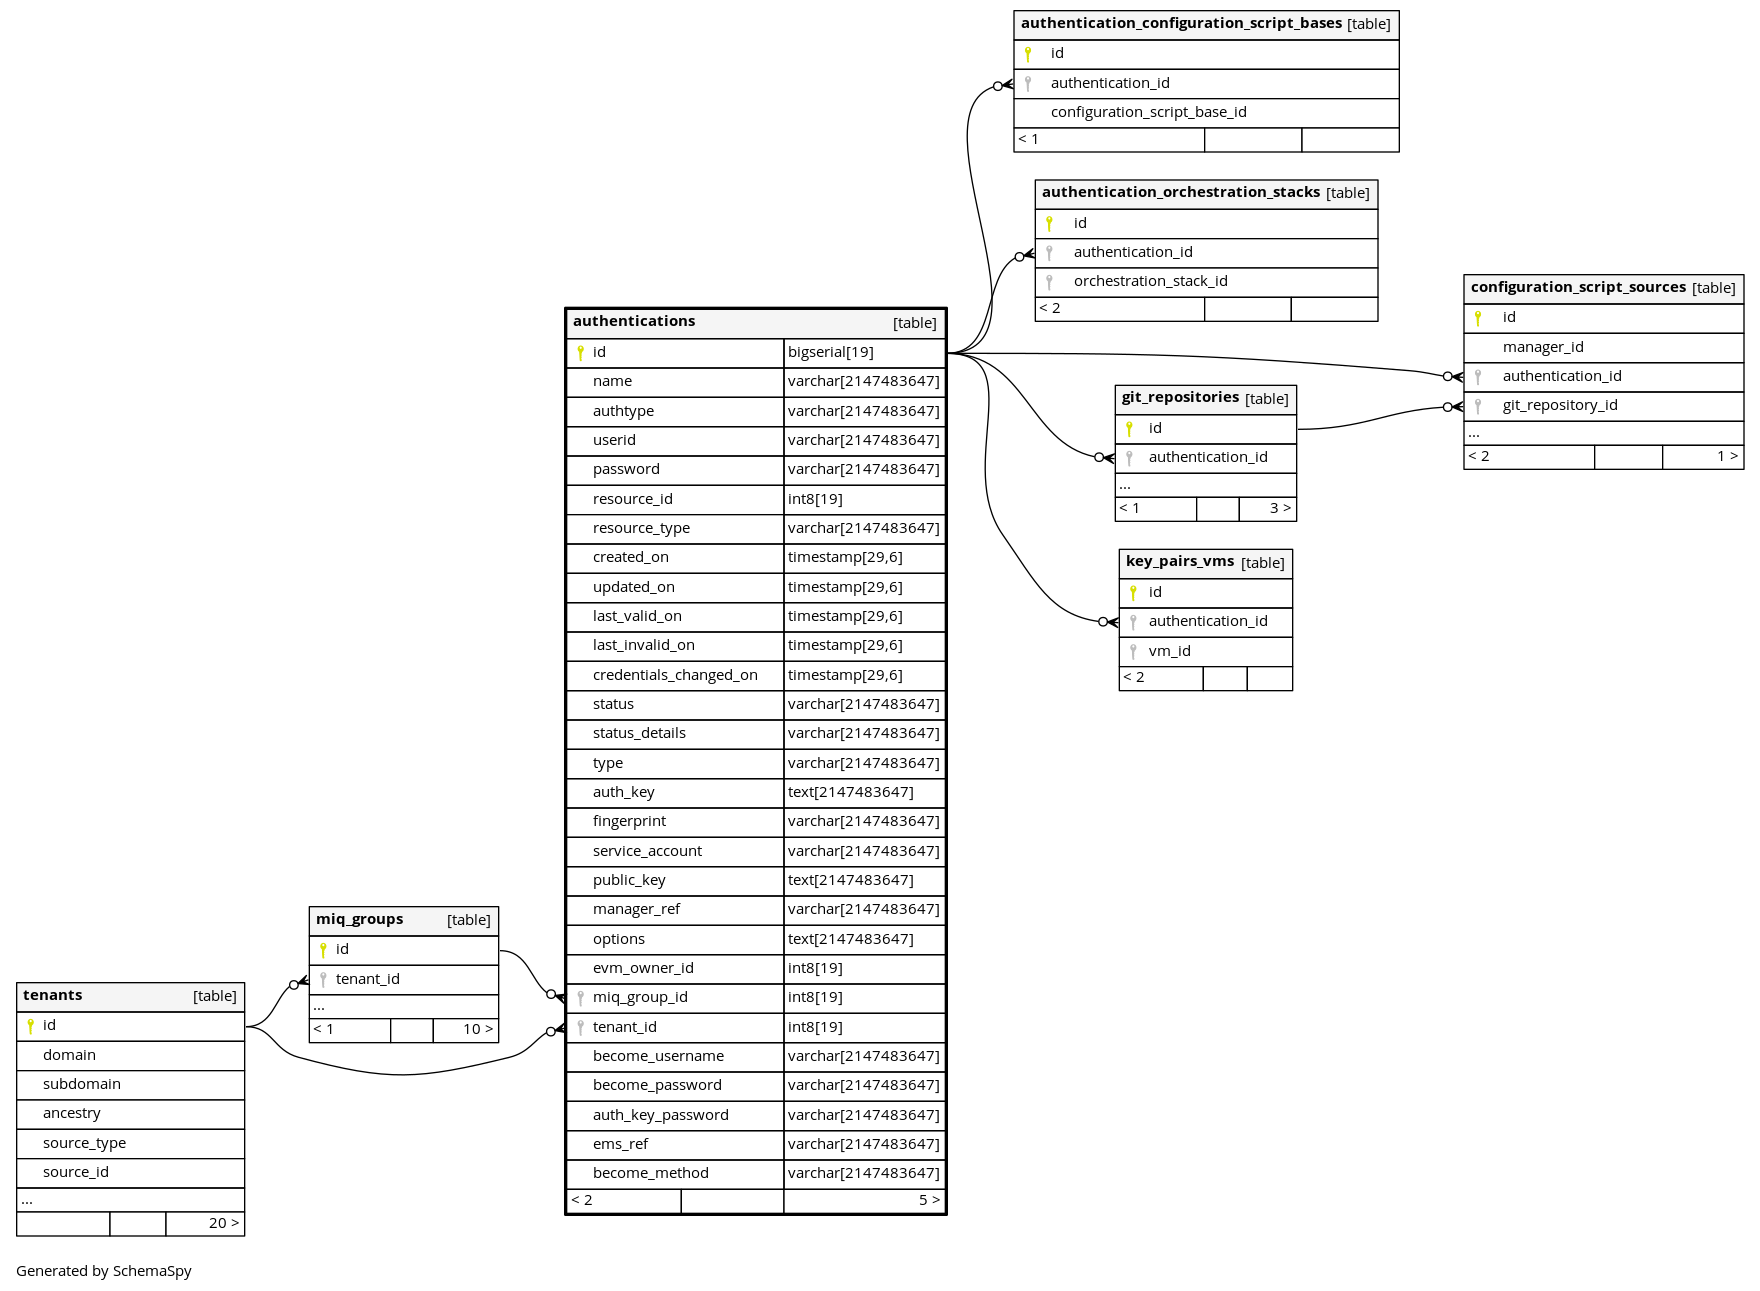 authentication_configuration_script_bases [table]
id
authentication_id
configuration_script_base_id
< 1
authentication_orchestration_stacks [table]
id
authentication_id
orchestration_stack_id
< 2
configuration_script_sources [table]
id
manager_id
authentication_id
git_repository_id
...
< 2 1 >
git_repositories [table]
id
authentication_id
...
< 1 3 >
key_pairs_vms [table]
id
authentication_id
vm_id
< 2
authentications [table]
id bigserial[19]
name varchar[2147483647]
authtype varchar[2147483647]
userid varchar[2147483647]
password varchar[2147483647]
resource_id int8[19]
resource_type varchar[2147483647]
created_on timestamp[29,6]
updated_on timestamp[29,6]
last_valid_on timestamp[29,6]
last_invalid_on timestamp[29,6]
credentials_changed_on timestamp[29,6]
status varchar[2147483647]
status_details varchar[2147483647]
type varchar[2147483647]
auth_key text[2147483647]
fingerprint varchar[2147483647]
service_account varchar[2147483647]
public_key text[2147483647]
manager_ref varchar[2147483647]
options text[2147483647]
evm_owner_id int8[19]
miq_group_id int8[19]
tenant_id int8[19]
become_username varchar[2147483647]
become_password varchar[2147483647]
auth_key_password varchar[2147483647]
ems_ref varchar[2147483647]
become_method varchar[2147483647]
< 2 5 >
miq_groups [table]
id
tenant_id
...
< 1 10 >
tenants [table]
id
domain
subdomain
ancestry
source_type
source_id
...
20 >
Generated by SchemaSpy